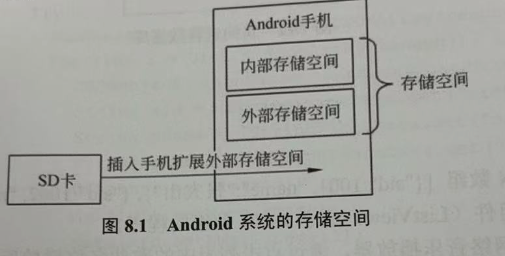 Android手机
内部存储空间
外部存储空间
存储空间
插入手机扩展外部存储空间
SD卡
图 8.1 Android 系统的存储空间